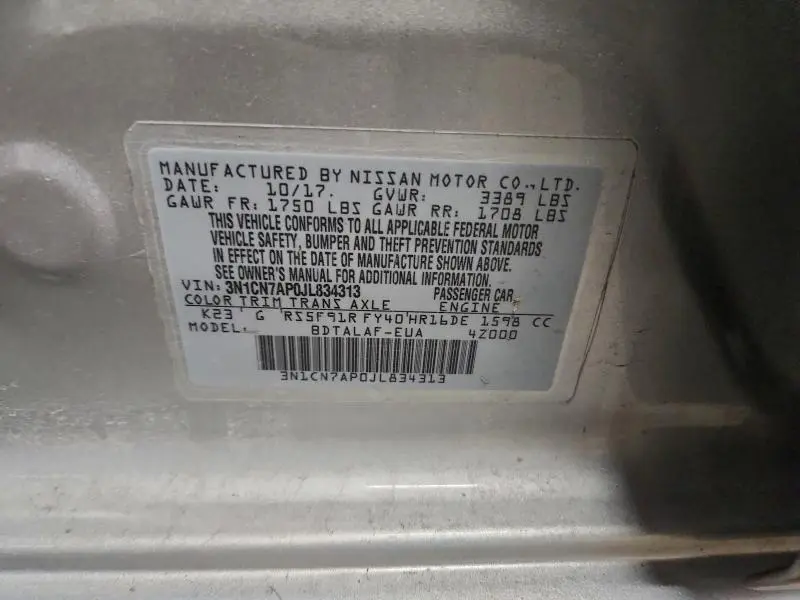 MANUFACTURED BY NISSAN MOTOR CO., LTD.
DATE: 10/17. GVWR: 3389 LBS
GAWR FR: 1750 LBS GAWR RR: 1708 LBS
THIS VEHICLE CONFORMS TO ALL APPLICABLE FEDERAL MOTOR
VEHICLE SAFETY, BUMPER AND THEFT PREVENTION STANDARDS
IN EFFECT ON THE DATE OF MANUFACTURE SHOWN ABOVE.
SEE OWNER'S MANUAL FOR ADDITIONAL INFORMATION.
VIN: 3N1CN7AP0JL834313 PASSENGER CAR
COLOR TRIM TRANS AXLE ENGINE
K23 G RS5F91R FY40 HR16DE 1598 CC
MODEL: BDTALAF-EUA 4Z000
3N1CN7AP0JL834313